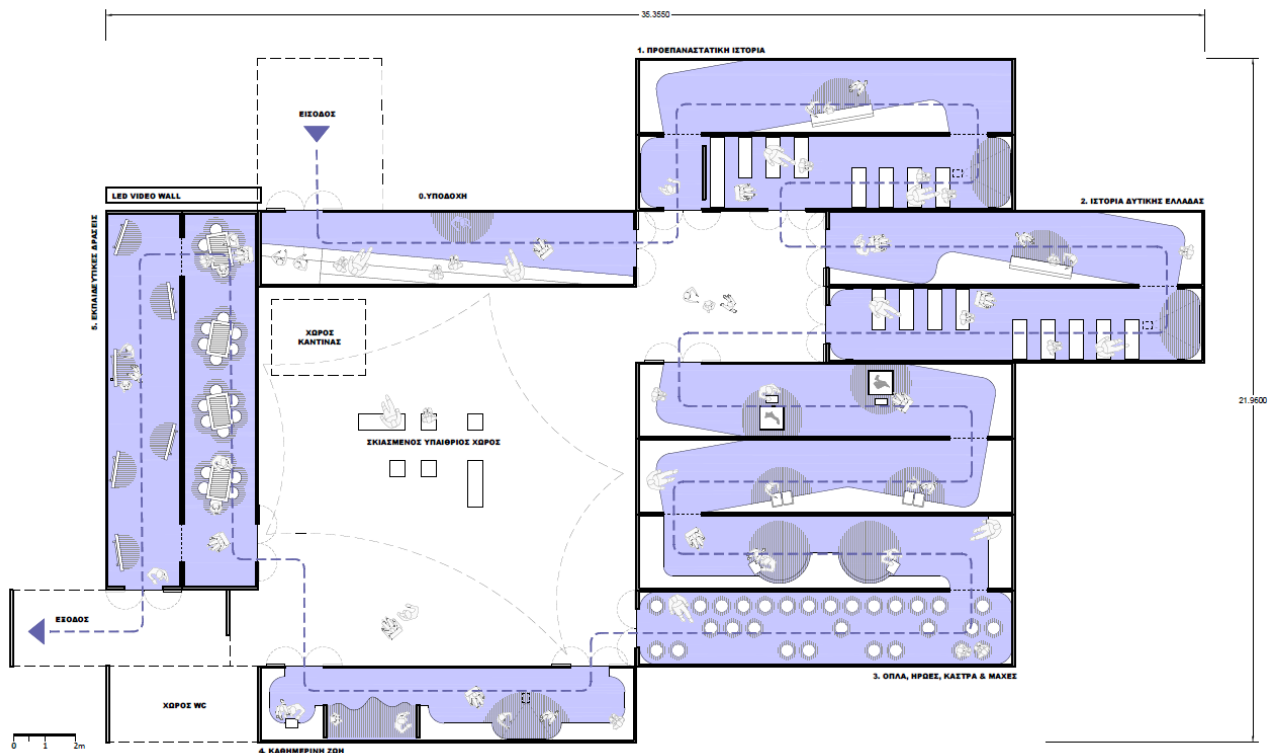 35.3550
1. ΠΡΟΕΠΑΝΑΣΤΑΤΙΚΗ ΙΣΤΟΡΙΑ
ΕΙΣΟΔΟΣ
LED VIDEO WALL
0.ΥΠΟΔΟΧΗ
2. ΙΣΤΟΡΙΑ ΔΥΤΙΚΗΣ ΕΛΛΑΔΑΣ
5. ΕΚΠΑΙΔΕΥΤΙΚΕΣ ΔΡΑΣΕΙΣ
ΧΩΡΟΣ
ΚΑΝΤΙΝΑΣ
21.9600
ΣΚΙΑΣΜΕΝΟΣ ΥΠΑΙΘΡΙΟΣ ΧΩΡΟΣ
ΕΞΟΔΟΣ
3. ΟΠΛΑ, ΗΡΩΕΣ, ΚΑΣΤΡΑ & ΜΑΧΕΣ
ΧΩΡΟΣ WC
0 1 2m
4. ΚΑΘΗΜΕΡΙΝΗ ΖΩΗ